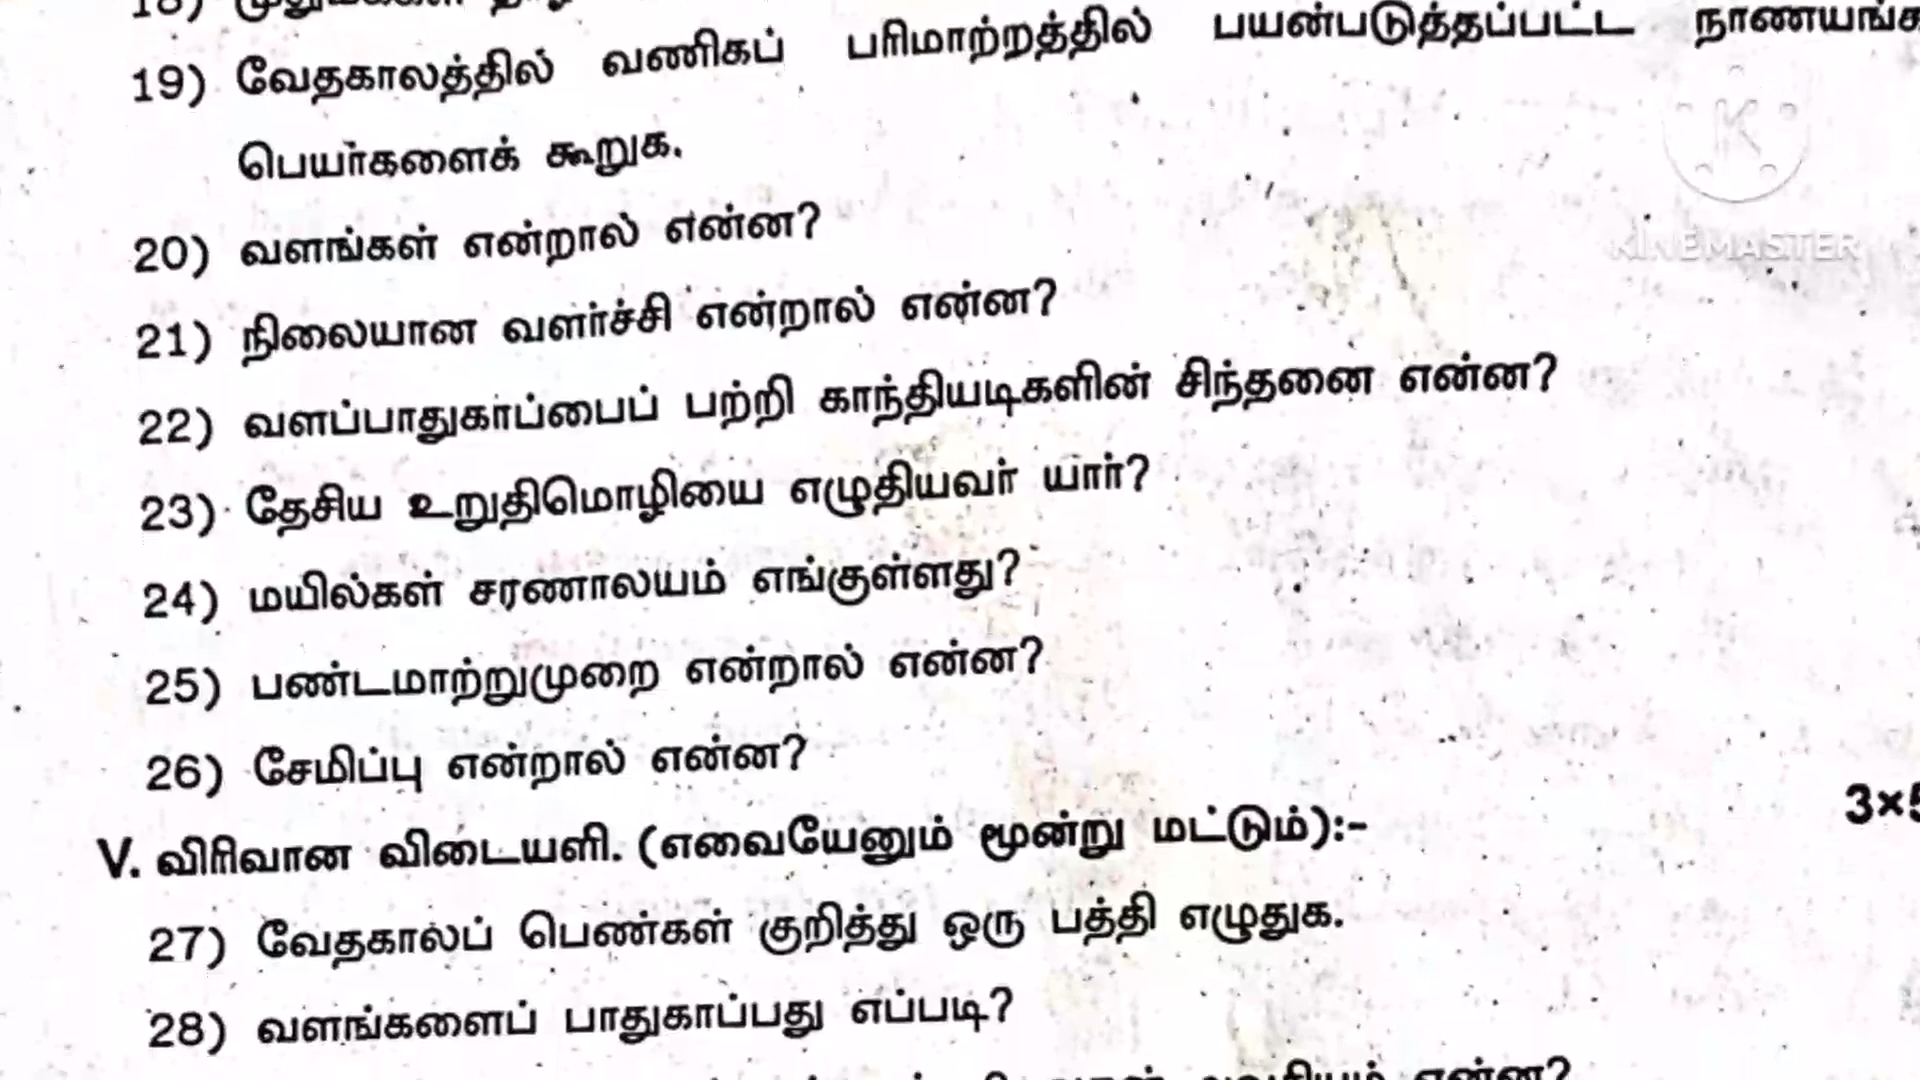 18)
19) வேதகாலத்தில் வணிகப் பரிமாற்றத்தில் பயன்படுத்தப்பட்ட
பெயர்களைக் கூறுக.
20) வளங்கள் என்றால் என்ன?
21) நிலையான வளர்ச்சி என்றால் என்ன?
22) வளப்பாதுகாப்பைப் பற்றி காந்தியடிகளின் சிந்தனை என்ன?
23) தேசிய உறுதிமொழியை எழுதியவர் யார்?
24) மயில்கள் சரணாலயம் எங்குள்ளது?
25) பண்டமாற்றுமுறை என்றால் என்ன?
26) சேமிப்பு என்றால் என்ன?
V. விரிவான விடையளி. (எவையேனும் மூன்று மட்டும்):-
27) வேதகாலப் பெண்கள் குறித்து ஒரு பத்தி எழுதுக.
28) வளங்களைப் பாதுகாப்பது எப்படி?
என்ன?
KINEMASTER